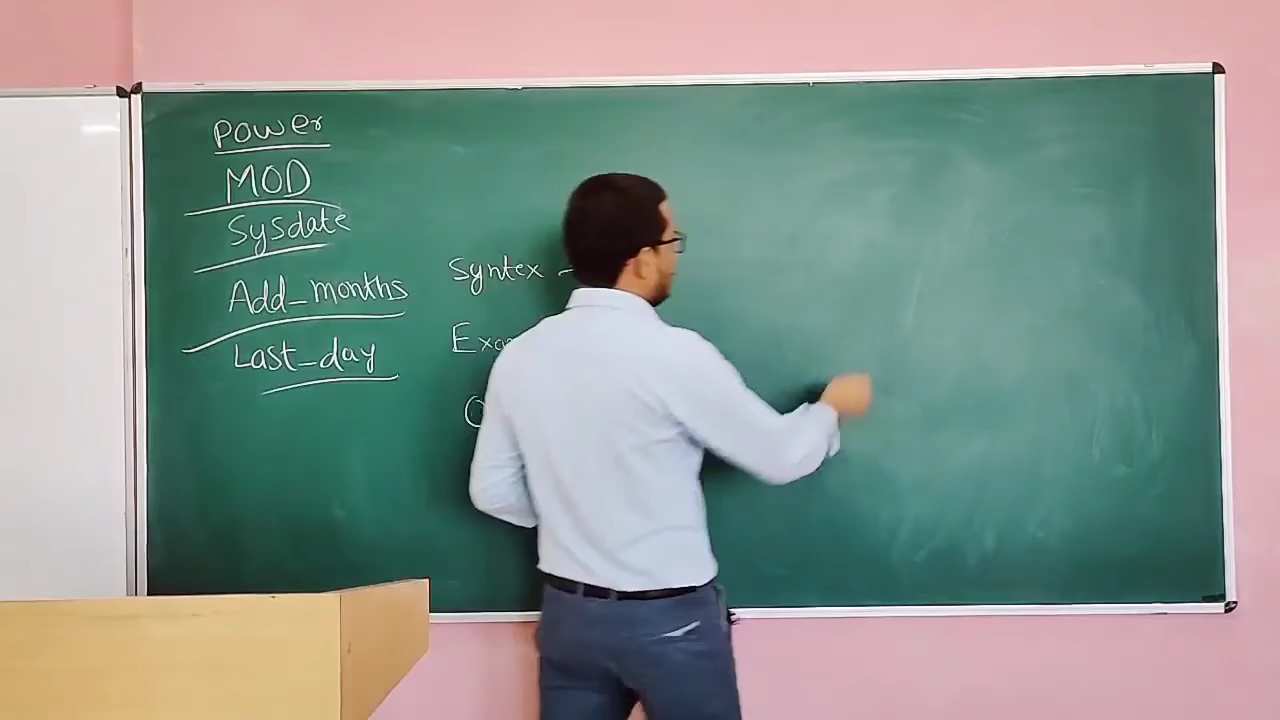 Power
MOD
Sysdate
Add_months
Last_day
Syntex -